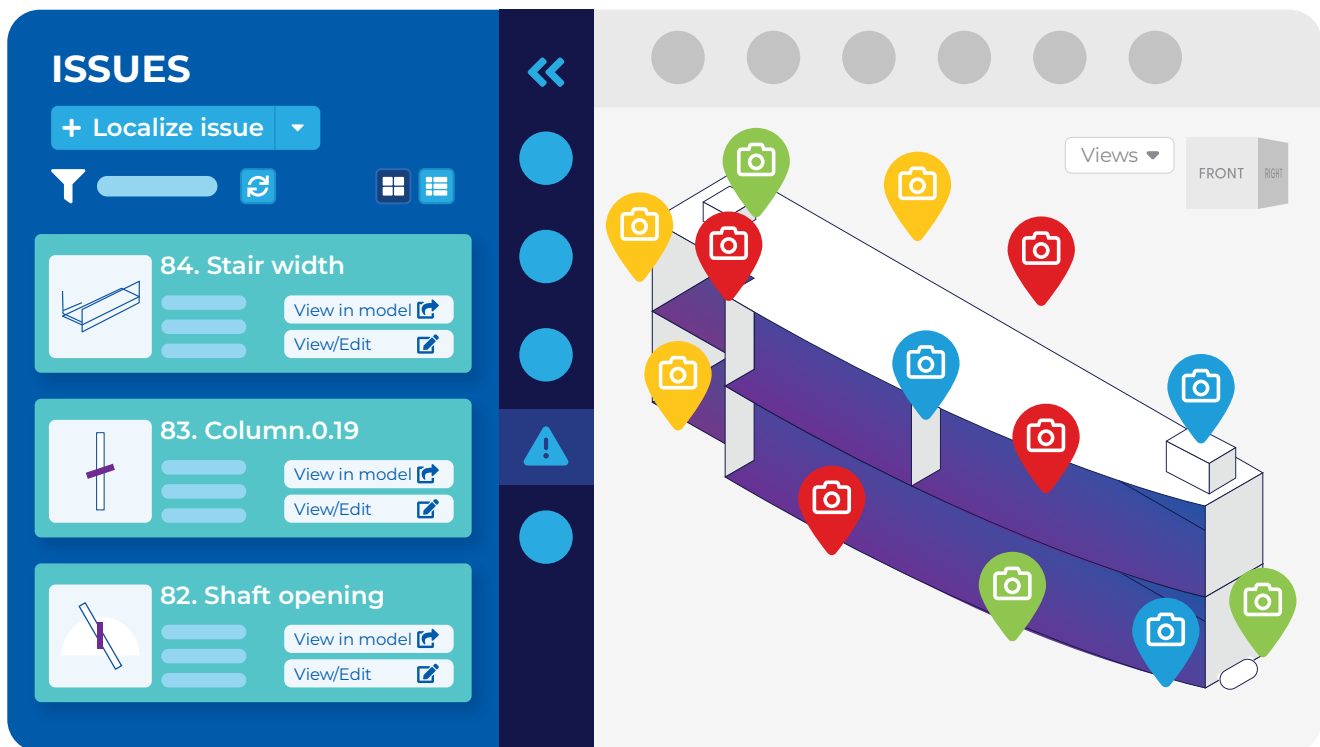 ISSUES
Localize issue
84. Stair width
View in model
View/Edit
83. Column.0.19
View in model
View/Edit
82. Shaft opening
View in model
View/Edit
Views
FRONT
RIGHT